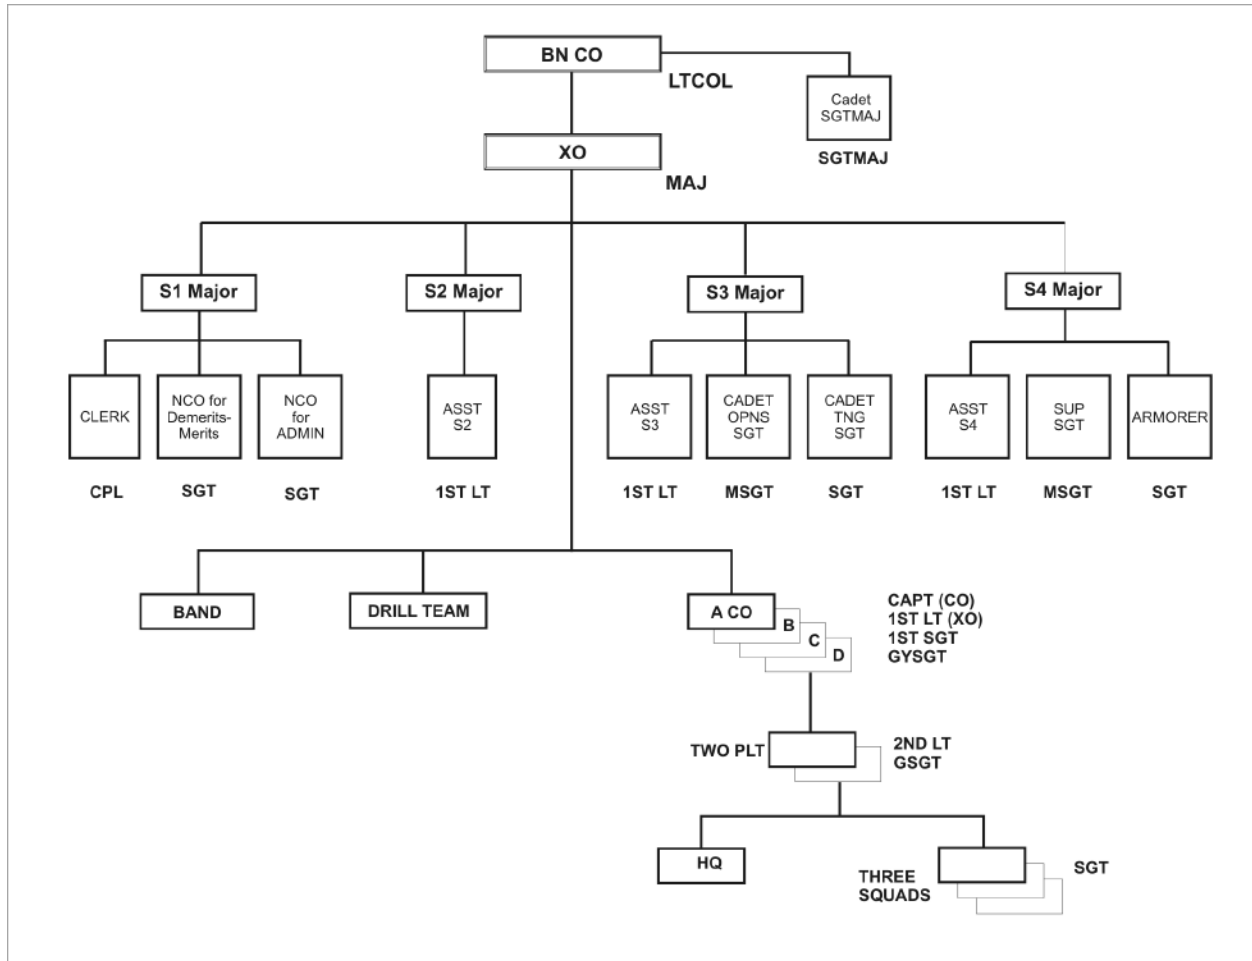 BN CO
LTCOL
Cadet
SGTMAJ
SGTMAJ
XO
MAJ
S1 Major
S2 Major
S3 Major
S4 Major
CLERK
NCO for
Demerits-
Merits
NCO
for
ADMIN
ASST
S2
ASST
S3
CADET
OPNS
SGT
CADET
TNG
SGT
ASST
S4
SUP
SGT
ARMORER
CPL
SGT
SGT
1ST LT
1ST LT
MSGT
SGT
1ST LT
MSGT
SGT
BAND
DRILL TEAM
A CO
B
C
D
CAPT (CO)
1ST LT (XO)
1ST SGT
GYSGT
TWO PLT
2ND LT
GSGT
HQ
THREE
SQUADS
SGT